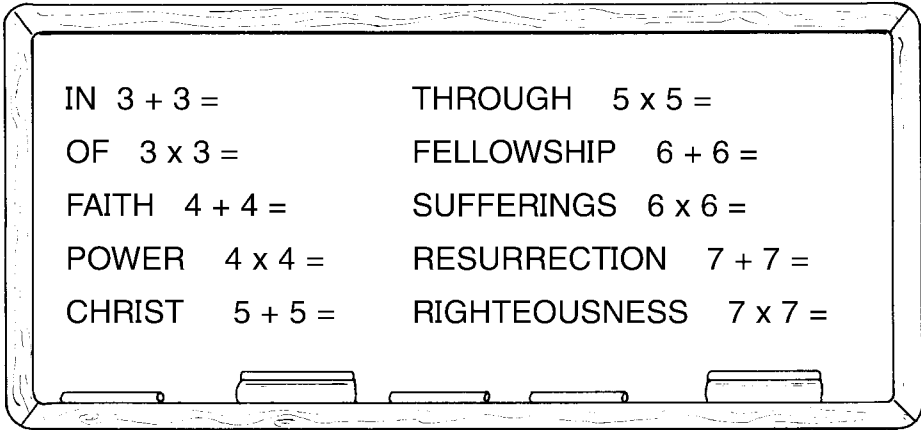 IN 3 + 3 =
OF 3 x 3 =
FAITH 4 + 4 =
POWER 4 x 4 =
CHRIST 5 + 5 =
THROUGH 5 x 5 =
FELLOWSHIP 6 + 6 =
SUFFERINGS 6 x 6 =
RESURRECTION 7 + 7 =
RIGHTEOUSNESS 7 x 7 =